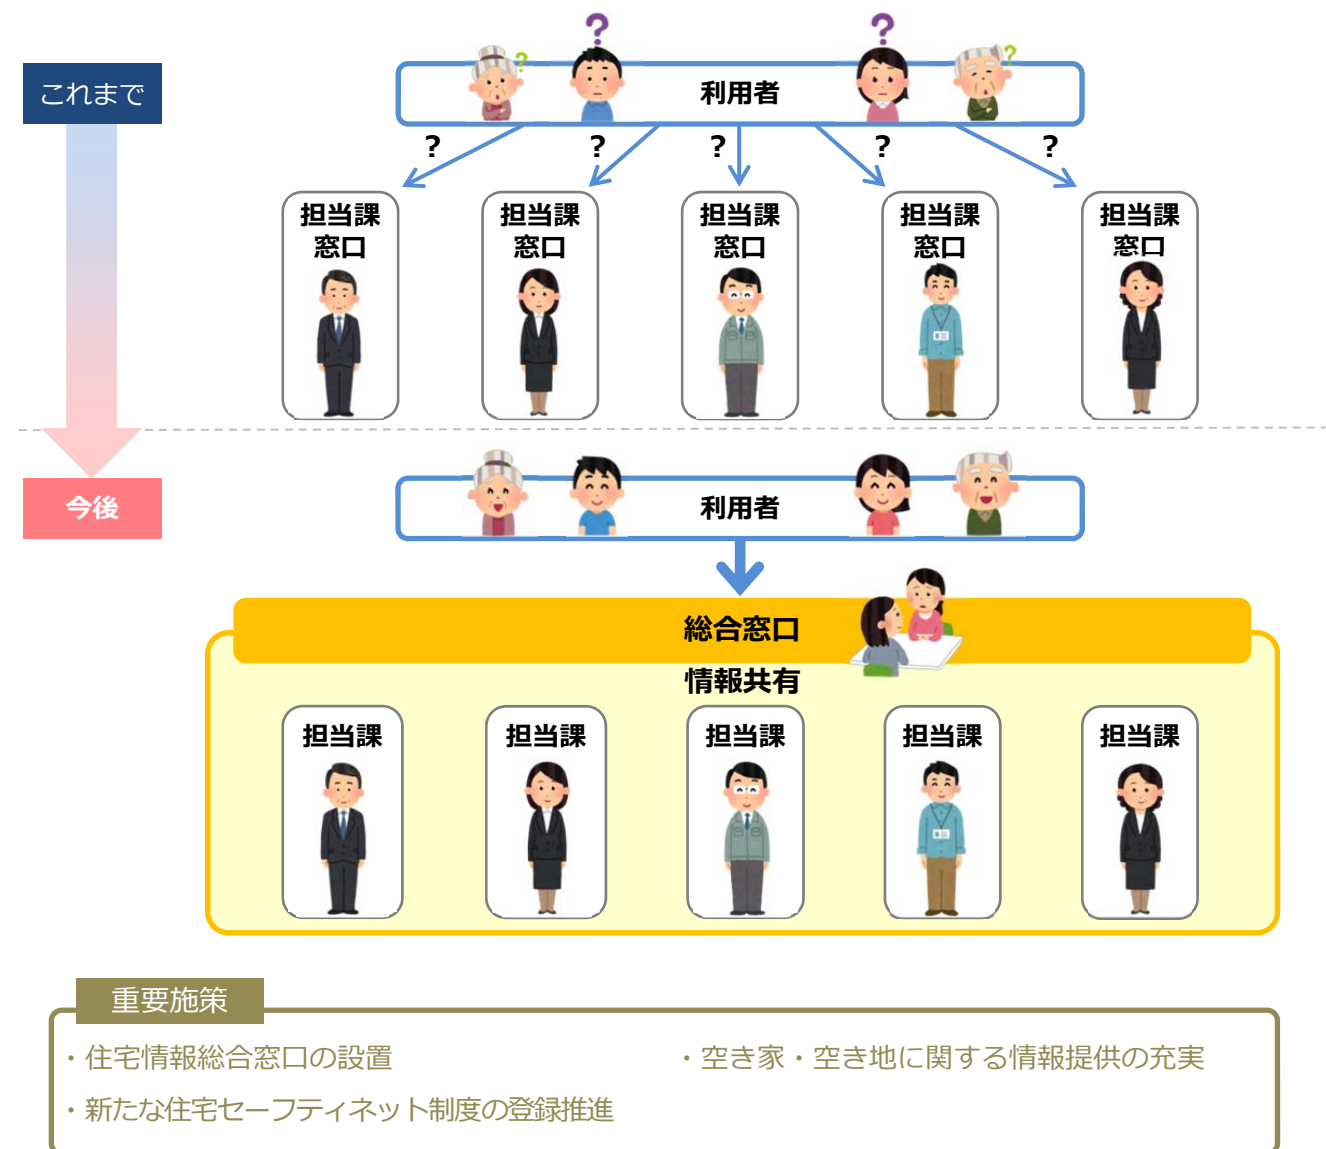 これまで
? ?
? ?
利用者
? ? ? ? ?
担当課 担当課 担当課 担当課 担当課
窓口 窓口 窓口 窓口 窓口
今後
利用者
総合窓口
情報共有
担当課 担当課 担当課 担当課 担当課
重要施策
・住宅情報総合窓口の設置 ・空き家・空き地に関する情報提供の充実
・新たな住宅セーフティネット制度の登録推進